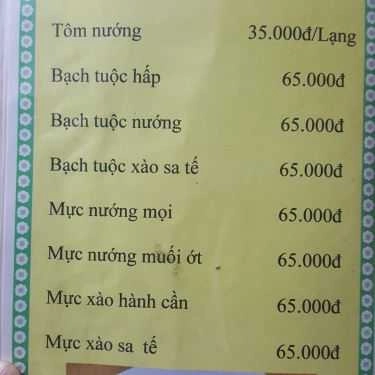 Tôm nướng 35.000đ/Lạng
Bạch tuộc hấp 65.000đ
Bạch tuộc nướng 65.000đ
Bạch tuộc xào sa tế 65.000đ
Mực nướng mọi 65.000đ
Mực nướng muối ớt 65.000đ
Mực xào hành cần 65.000đ
Mực xào sa tế 65.000đ